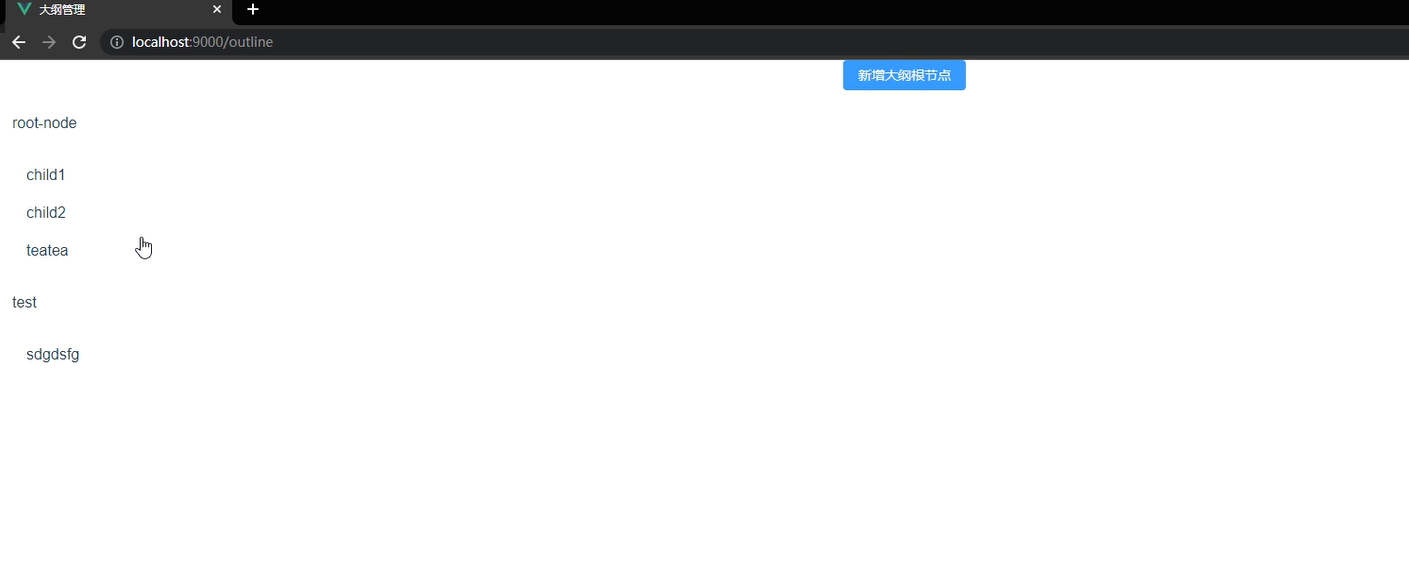 大纲管理
localhost:9000/outline
新增大纲根节点
root-node
child1
child2
teatea
test
sdgdsfg